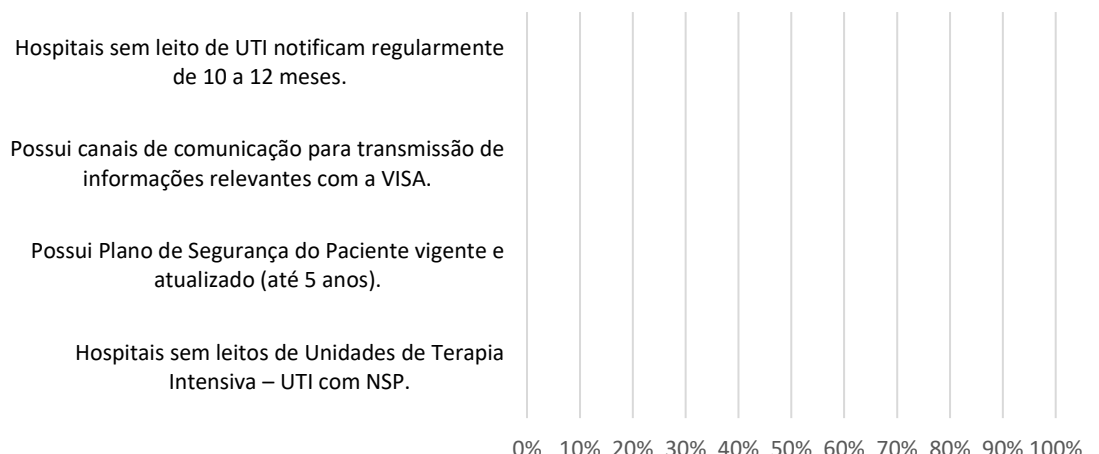 Hospitais sem leito de UTI notificam regularmente
de 10 a 12 meses.
Possui canais de comunicação para transmissão de
informações relevantes com a VISA.
Possui Plano de Segurança do Paciente vigente e
atualizado (até 5 anos).
Hospitais sem leitos de Unidades de Terapia
Intensiva – UTI com NSP.
0% 10% 20% 30% 40% 50% 60% 70% 80% 90% 100%